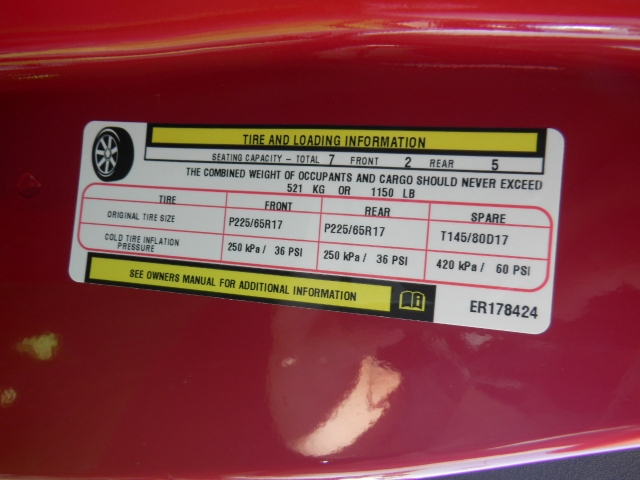 TIRE AND LOADING INFORMATION
SEATING CAPACITY - TOTAL 7 FRONT 2 REAR 5
THE COMBINED WEIGHT OF OCCUPANTS AND CARGO SHOULD NEVER EXCEED
521 KG OR 1150 LB
TIRE FRONT REAR SPARE
ORIGINAL TIRE SIZE P225/65R17 P225/65R17 T145/80D17
COLD TIRE INFLATION
PRESSURE 250 kPa / 36 PSI 250 kPa / 36 PSI 420 kPa / 60 PSI
SEE OWNERS MANUAL FOR ADDITIONAL INFORMATION
ER178424